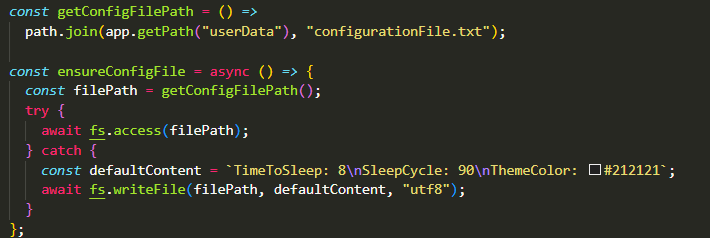 const getConfigFilePath = () =>
  path.join(app.getPath("userData"), "configurationFile.txt");

const ensureConfigFile = async () => {
  const filePath = getConfigFilePath();
  try {
    await fs.access(filePath);
  } catch {
    const defaultContent = `TimeToSleep: 8\nSleepCycle: 90\nThemeColor: #212121`;
    await fs.writeFile(filePath, defaultContent, "utf8");
  }
};